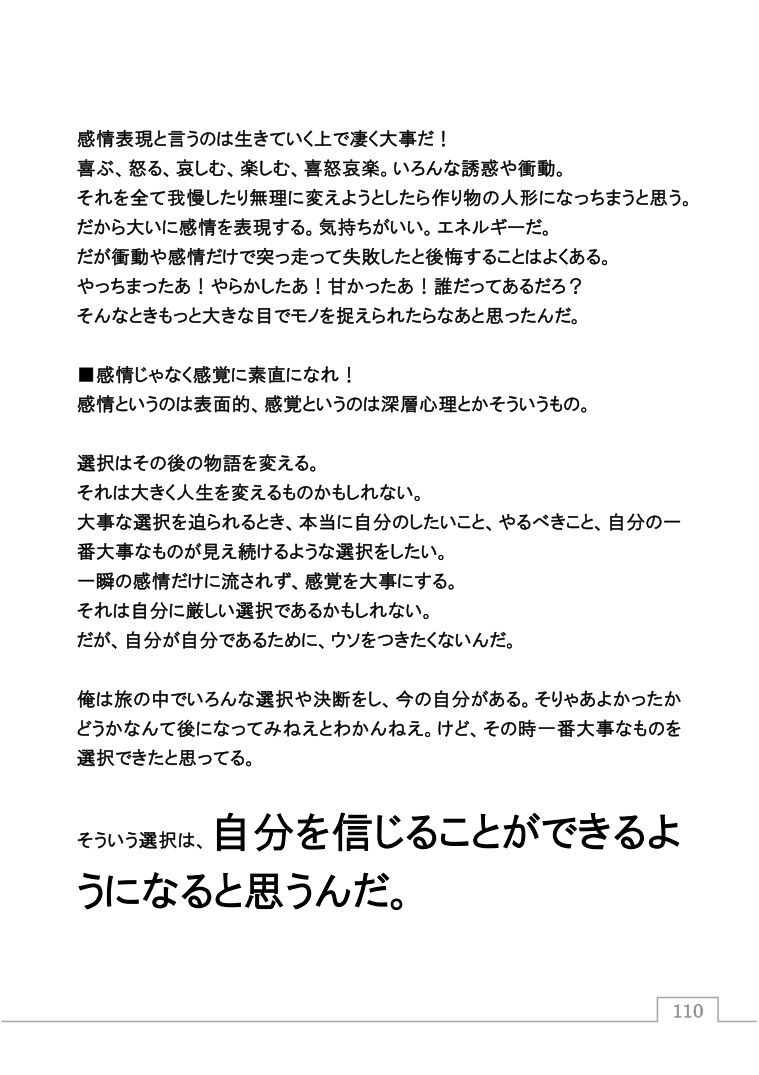 感情表現と言うのは生きていく上で凄く大事だ！
喜ぶ、怒る、哀しむ、楽しむ、喜怒哀楽。いろんな誘惑や衝動。
それを全て我慢したり無理に変えようとしたら作り物の人形になっちまうと思う。
だから大いに感情を表現する。気持ちがいい。エネルギーだ。
だが衝動や感情だけで突っ走って失敗したと後悔することはよくある。
やっちまったあ！やらかしたあ！甘かったあ！誰だってあるだろ？
そんなときもっと大きな目でモノを捉えられたらなあと思ったんだ。
■感情じゃなく感覚に素直になれ！
感情というのは表面的、感覚というのは深層心理とかそういうもの。
選択はその後の物語を変える。
それは大きく人生を変えるものかもしれない。
大事な選択を迫られるとき、本当に自分のしたいこと、やるべきこと、自分の一
番大事なものが見え続けるような選択をしたい。
一瞬の感情だけに流されず、感覚を大事にする。
それは自分に厳しい選択であるかもしれない。
だが、自分が自分であるために、ウソをつきたくないんだ。
俺は旅の中でいろんな選択や決断をし、今の自分がある。そりゃあよかったか
どうかなんて後になってみねえとわかんねえ。けど、その時一番大事なものを
選択できたと思ってる。
そういう選択は、自分を信じることができるよ
うになると思うんだ。
110